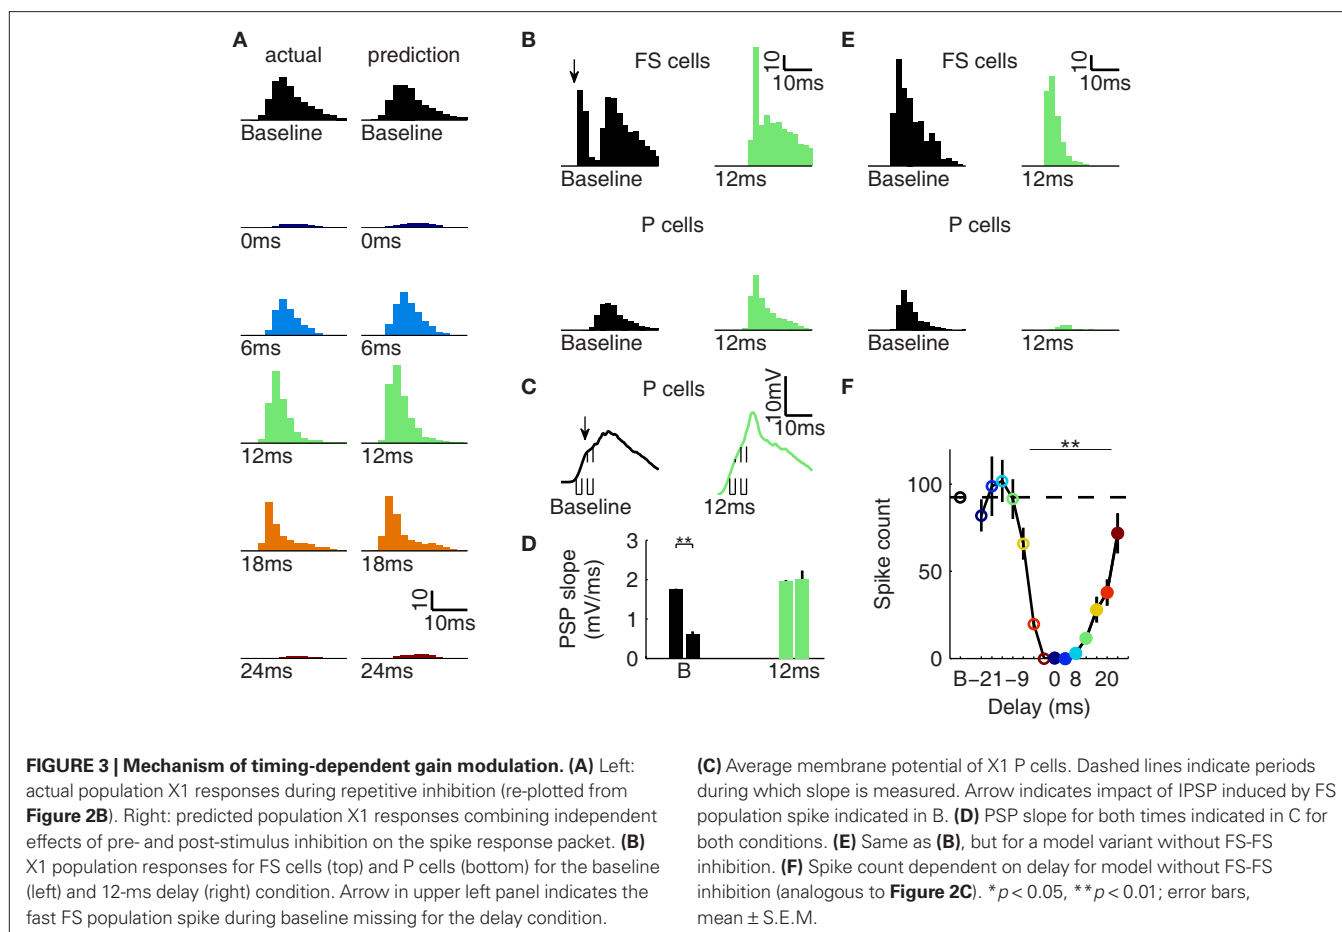 A
actual
prediction
Baseline
Baseline
0ms
0ms
6ms
6ms
12ms
12ms
18ms
18ms
10
10ms
24ms
24ms
B
FS cells
10
10ms
Baseline
12ms
P cells
Baseline
12ms
C
P cells
10mV
10ms
Baseline
12ms
D
PSP slope
(mV/ms)
3
2
1
0
**
B
12ms
E
FS cells
10
10ms
Baseline
12ms
P cells
Baseline
12ms
F
**
Spike count
100
50
0
B −21 −9 0 8 20
Delay (ms)
FIGURE 3 | Mechanism of timing-dependent gain modulation. (A) Left:
actual population X1 responses during repetitive inhibition (re-plotted from
Figure 2B). Right: predicted population X1 responses combining independent
effects of pre- and post-stimulus inhibition on the spike response packet. (B)
X1 population responses for FS cells (top) and P cells (bottom) for the baseline
(left) and 12-ms delay (right) condition. Arrow in upper left panel indicates the
fast FS population spike during baseline missing for the delay condition.
(C) Average membrane potential of X1 P cells. Dashed lines indicate periods
during which slope is measured. Arrow indicates impact of IPSP induced by FS
population spike indicated in B. (D) PSP slope for both times indicated in C for
both conditions. (E) Same as (B), but for a model variant without FS-FS
inhibition. (F) Spike count dependent on delay for model without FS-FS
inhibition (analogous to Figure 2C). *p < 0.05, **p < 0.01; error bars,
mean ± S.E.M.